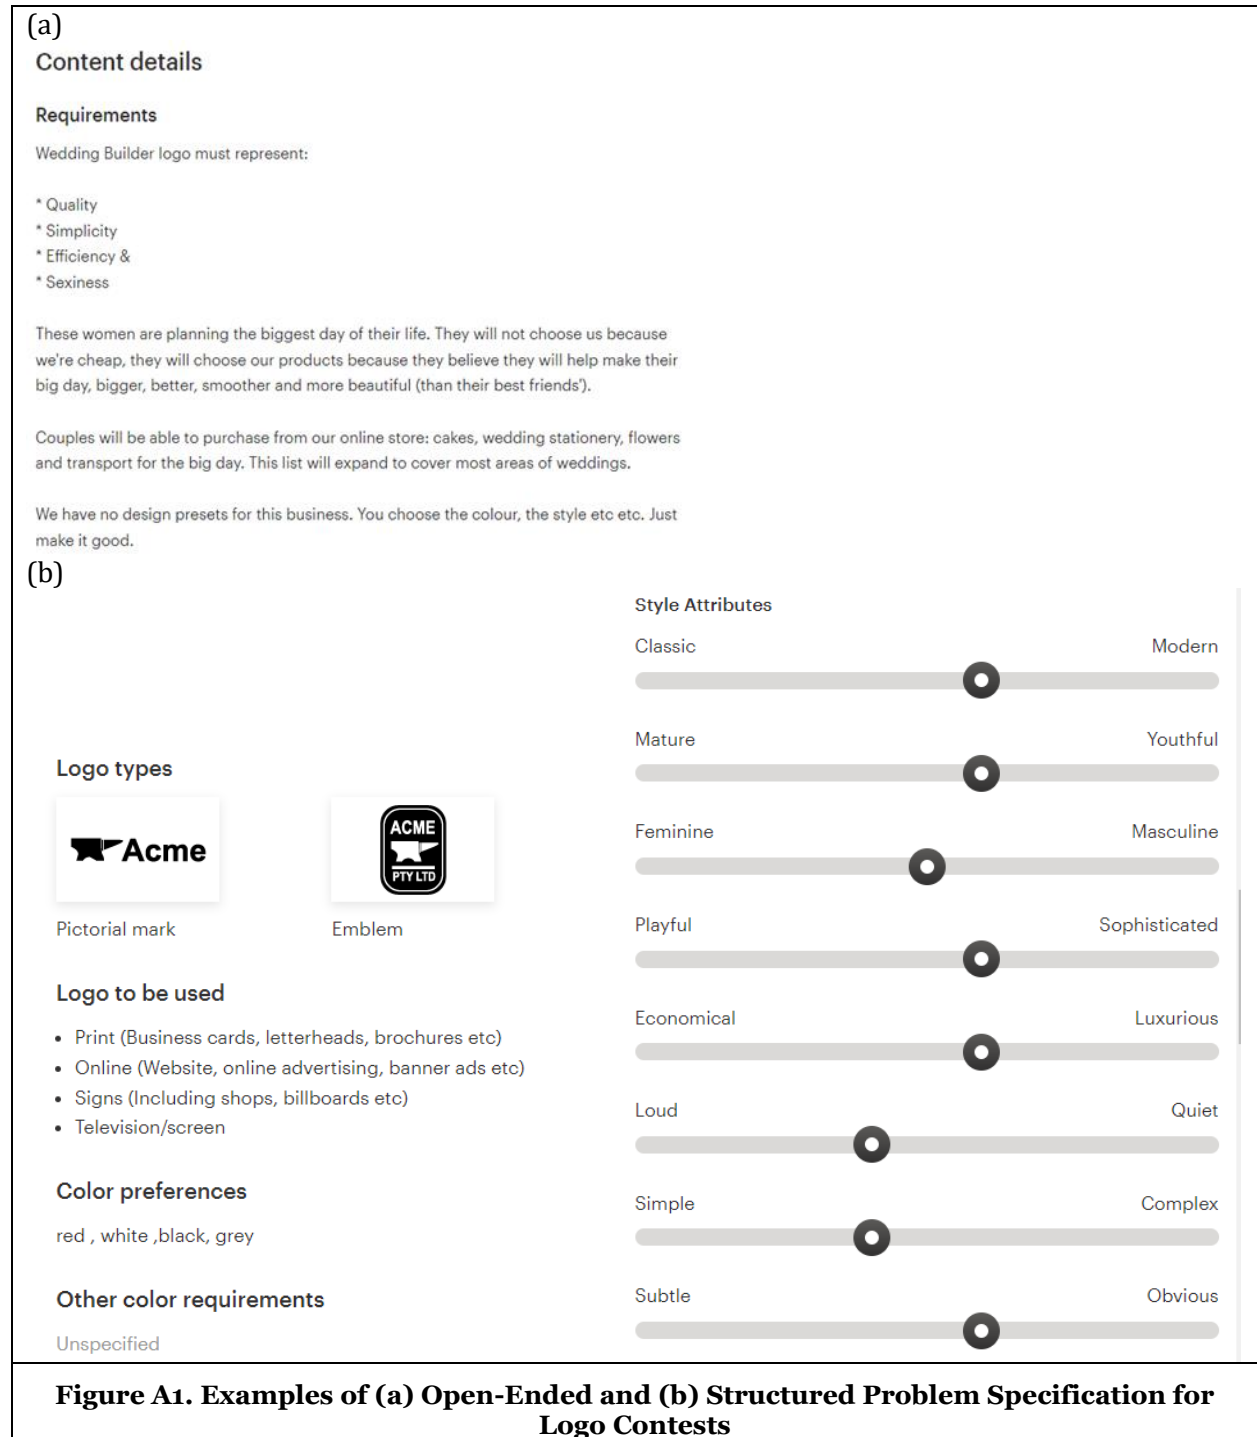 (a)
Content details
Requirements
Wedding Builder logo must represent:
* Quality
* Simplicity
* Efficiency &
* Sexiness
These women are planning the biggest day of their life. They will not choose us because
we're cheap, they will choose our products because they believe they will help make their
big day, bigger, better, smoother and more beautiful (than their best friends').
Couples will be able to purchase from our online store: cakes, wedding stationery, flowers
and transport for the big day. This list will expand to cover most areas of weddings.
We have no design presets for this business. You choose the colour, the style etc etc. Just
make it good.
(b)
Logo types
Acme
ACME
PTY LTD
Pictorial mark
Emblem
Logo to be used
• Print (Business cards, letterheads, brochures etc)
• Online (Website, online advertising, banner ads etc)
• Signs (Including shops, billboards etc)
• Television/screen
Color preferences
red , white ,black, grey
Other color requirements
Unspecified
Style Attributes
Classic Modern
Mature Youthful
Feminine Masculine
Playful Sophisticated
Economical Luxurious
Loud Quiet
Simple Complex
Subtle Obvious
Figure A1. Examples of (a) Open-Ended and (b) Structured Problem Specification for
Logo Contests